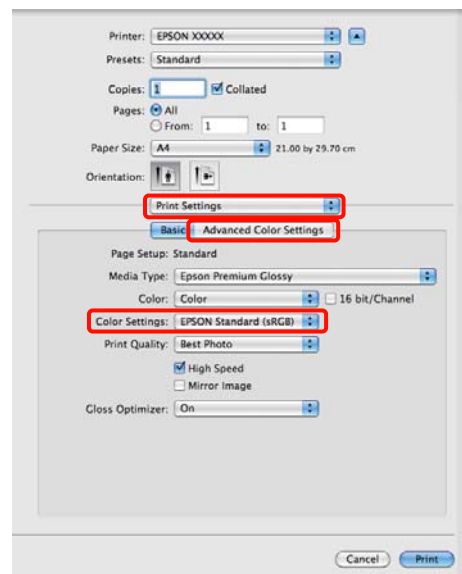 Printer: EPSON XXXXX
Presets: Standard
Copies: 1 Collated
Pages: All
From: 1 to: 1
Paper Size: A4 21.00 by 29.70 cm
Orientation:
Print Settings
Basic Advanced Color Settings
Page Setup: Standard
Media Type: Epson Premium Glossy
Color: Color 16 bit/Channel
Color Settings: EPSON Standard (sRGB)
Print Quality: Best Photo
High Speed
Mirror Image
Gloss Optimizer: On
Cancel Print